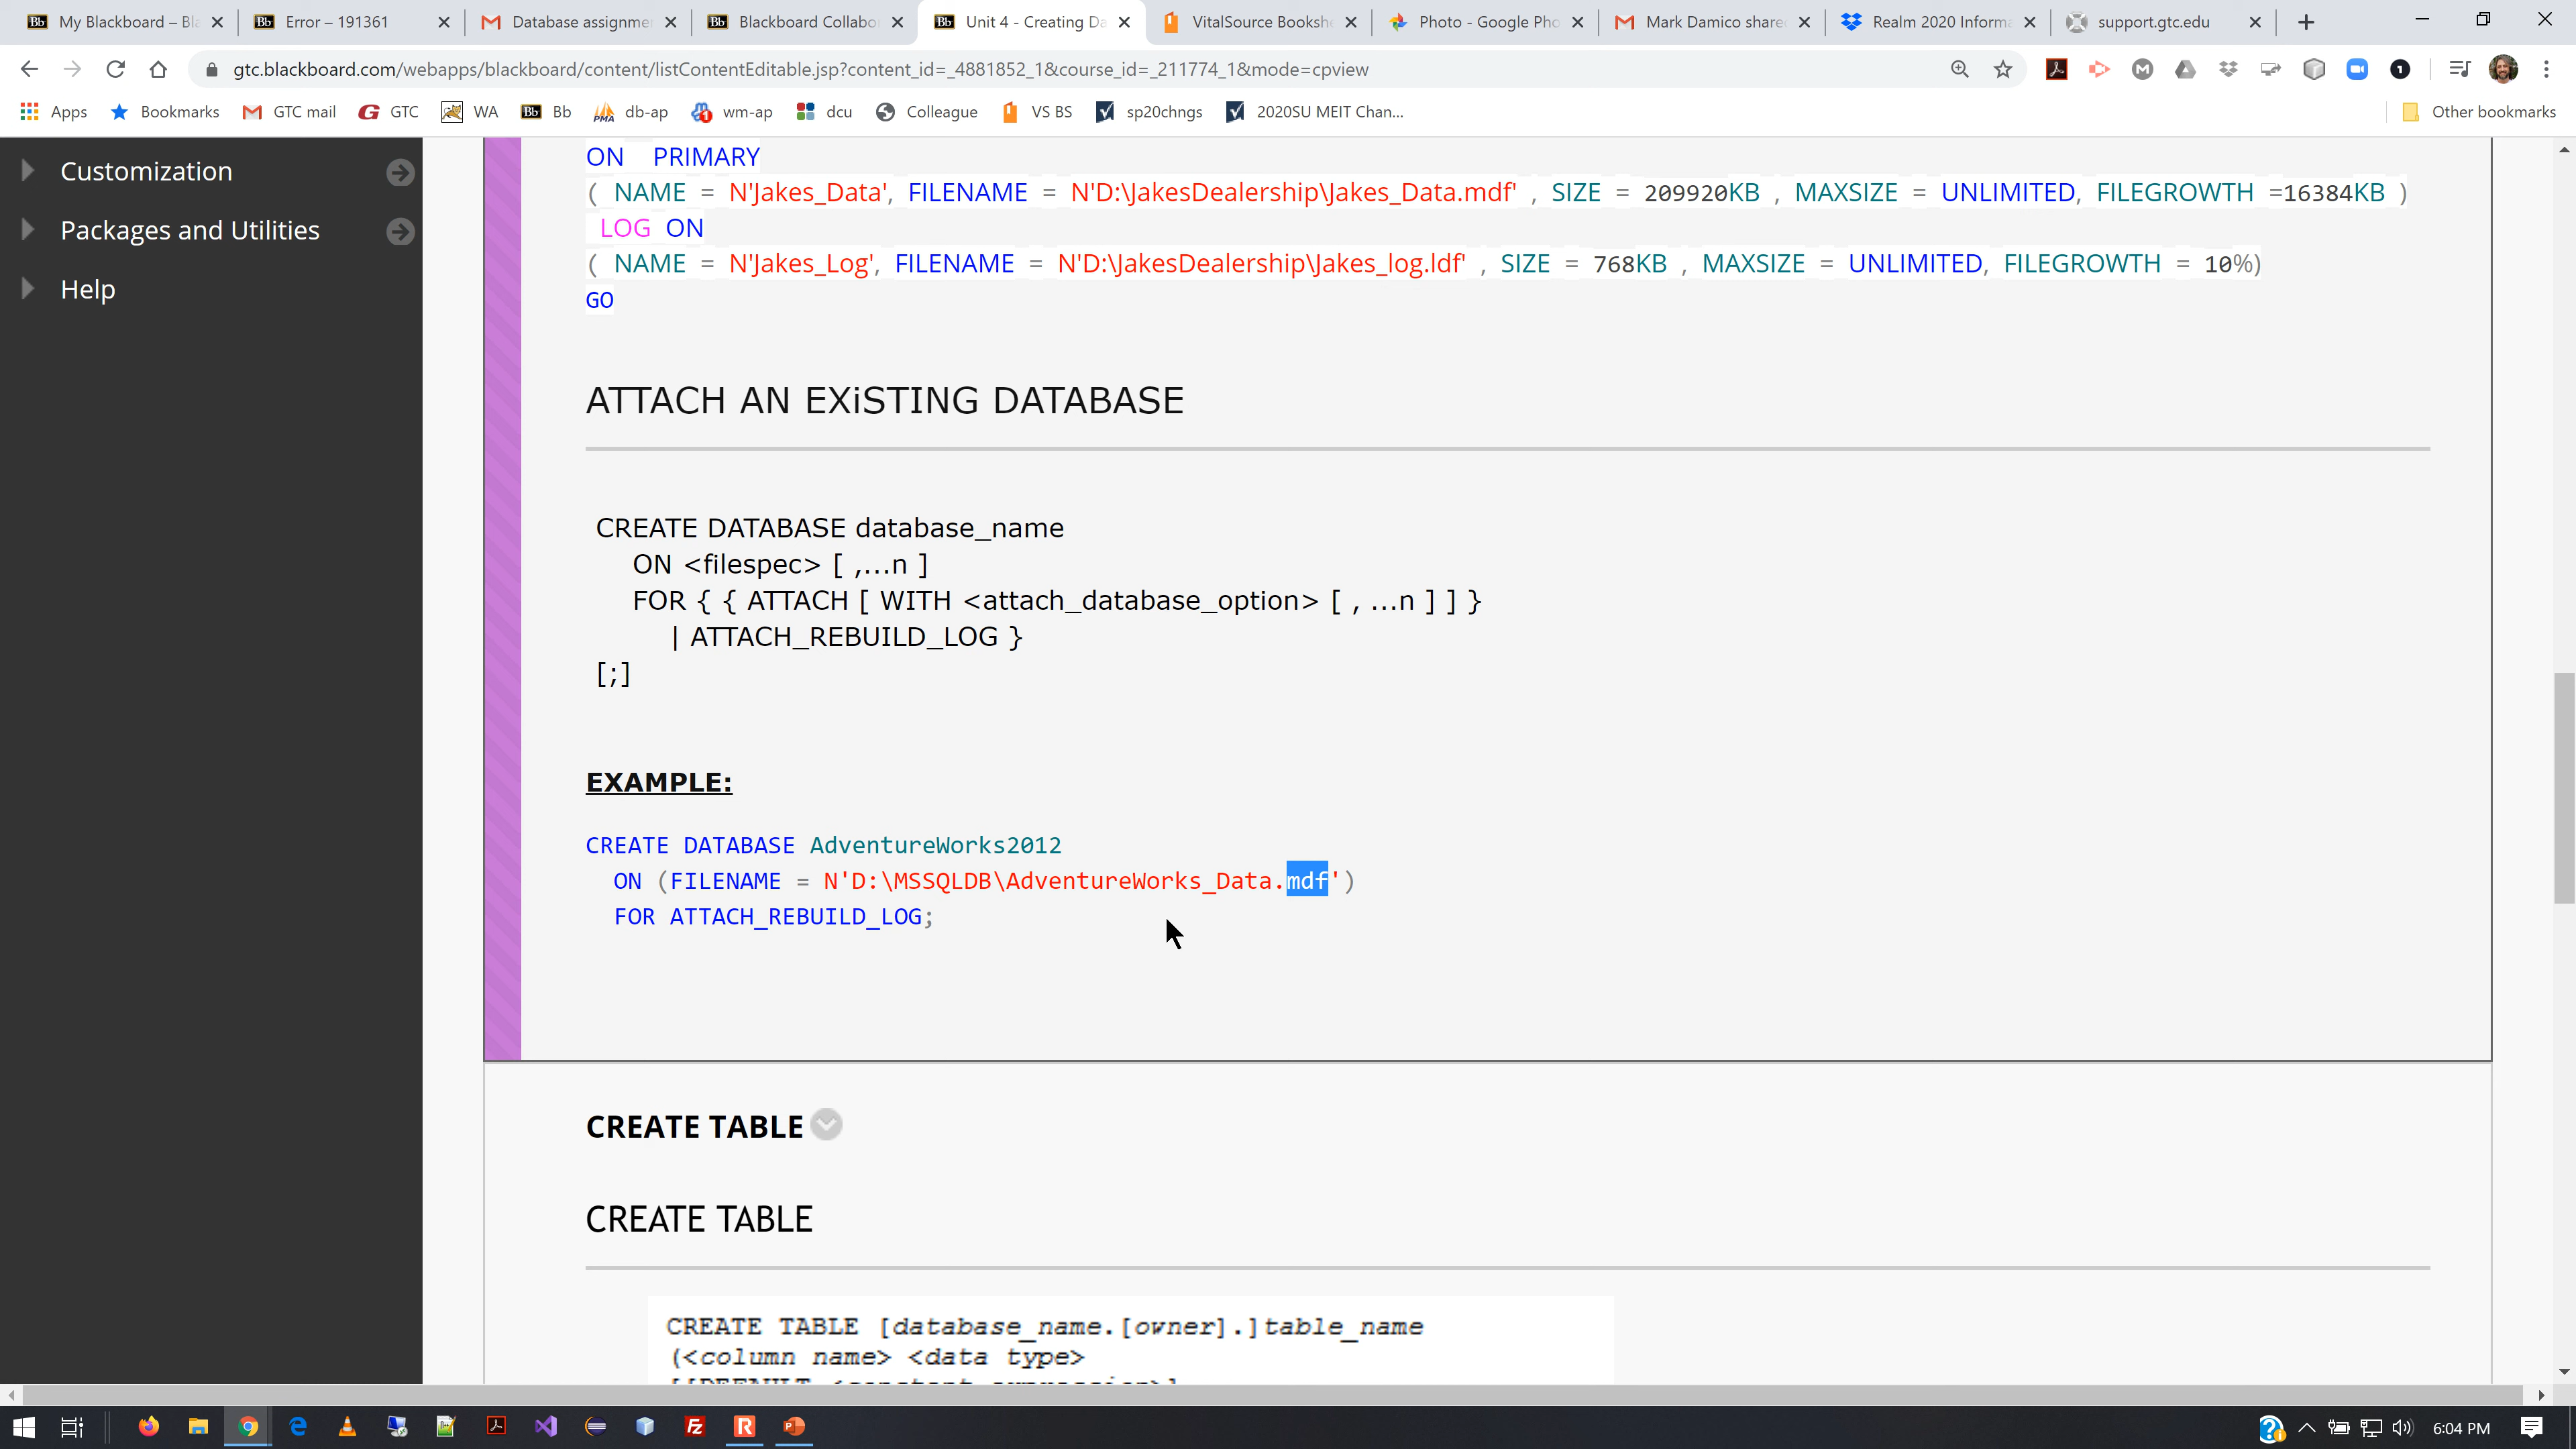 My Blackboard – Bla
Error – 191361
Database assignme
Blackboard Collabo
Unit 4 - Creating Da
VitalSource Bookshe
Photo - Google Pho
Mark Damico share
Realm 2020 Informa
support.gtc.edu
gtc.blackboard.com/webapps/blackboard/content/listContentEditable.jsp?content_id=_4881852_1&course_id=_211774_1&mode=cpview
Apps
Bookmarks
GTC mail
GTC
WA
Bb
db-ap
wm-ap
dcu
Colleague
VS BS
sp20chngs
2020SU MEIT Chan...
Other bookmarks
Customization
Packages and Utilities
Help
ON PRIMARY
( NAME = N'Jakes_Data', FILENAME = N'D:\JakesDealership\Jakes_Data.mdf' , SIZE = 209920KB , MAXSIZE = UNLIMITED, FILEGROWTH =16384KB )
LOG ON
( NAME = N'Jakes_Log', FILENAME = N'D:\JakesDealership\Jakes_log.ldf' , SIZE = 768KB , MAXSIZE = UNLIMITED, FILEGROWTH = 10%)
GO
ATTACH AN EXiSTING DATABASE
CREATE DATABASE database_name
ON <filespec> [ ,...n ]
FOR { { ATTACH [ WITH <attach_database_option> [ , ...n ] ] }
| ATTACH_REBUILD_LOG }
[;]
EXAMPLE:
CREATE DATABASE AdventureWorks2012
ON (FILENAME = N'D:\MSSQLDB\AdventureWorks_Data.mdf')
FOR ATTACH_REBUILD_LOG;
CREATE TABLE
CREATE TABLE
CREATE TABLE [database_name.[owner].]table_name
(<column name> <data type>
[[DEFAULT <constant expression>]
6:04 PM